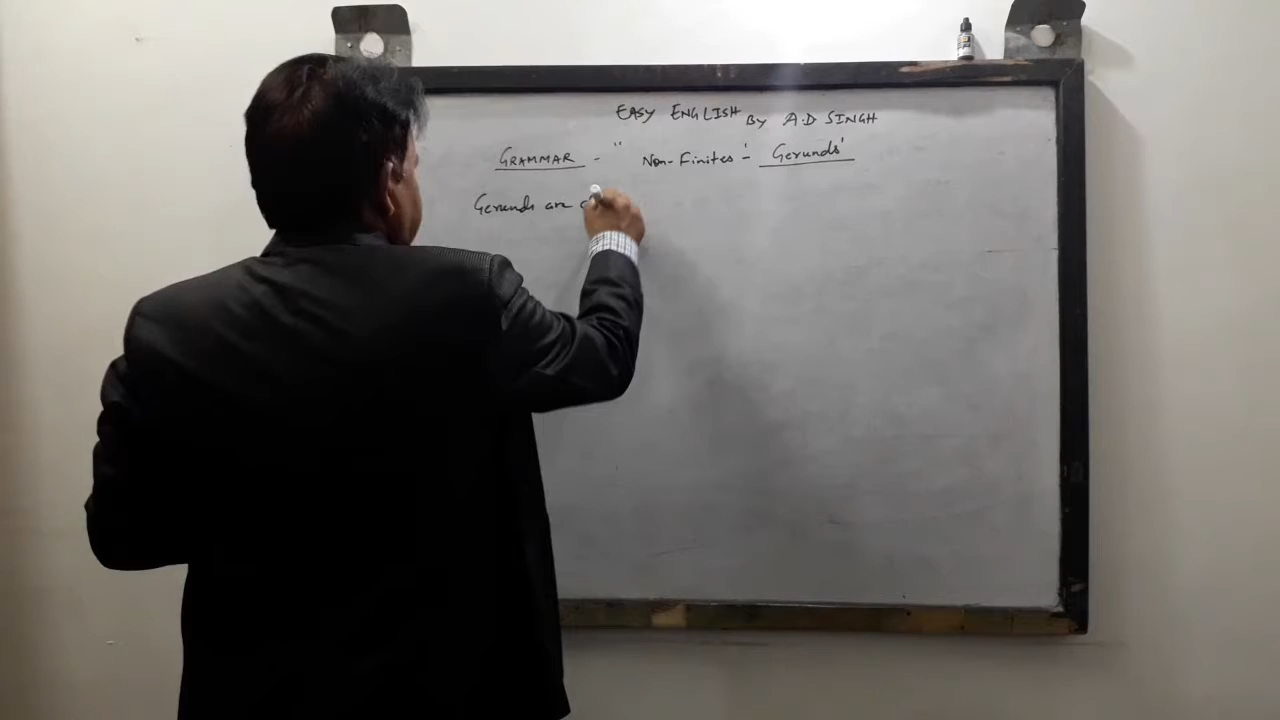 EASY ENGLISH By A.D SINGH
GRAMMAR - " Non-Finites' - Gerunds'
Gerunds are